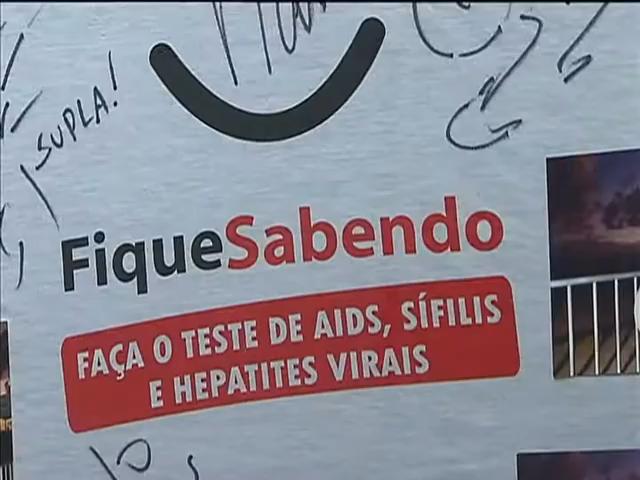 ¡SUPLA!
FiqueSabendo
FAÇA O TESTE DE AIDS, SÍFILIS
E HEPATITES VIRAIS